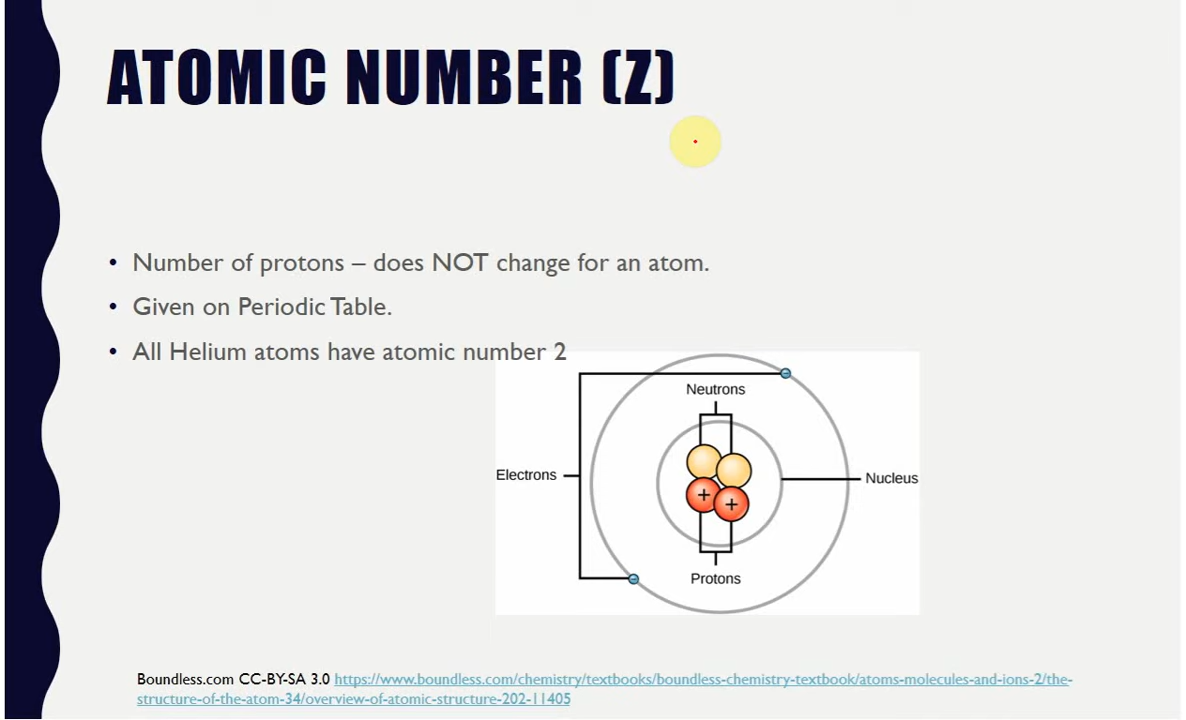 ATOMIC NUMBER (Z)
• Number of protons – does NOT change for an atom.
• Given on Periodic Table.
• All Helium atoms have atomic number 2
Neutrons
Electrons
Nucleus
+
+
Protons
Boundless.com CC-BY-SA 3.0 https://www.boundless.com/chemistry/textbooks/boundless-chemistry-textbook/atoms-molecules-and-ions-2/the-
structure-of-the-atom-34/overview-of-atomic-structure-202-11405